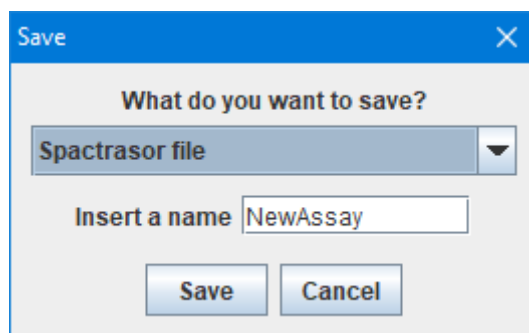 Save
What do you want to save?
Spactrasor file
Insert a name NewAssay
Save Cancel